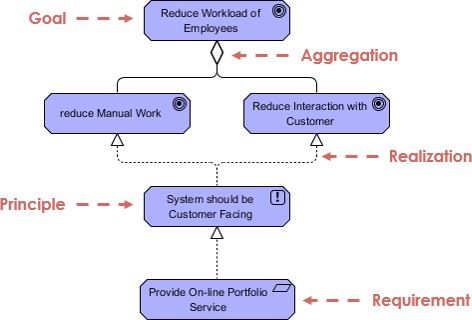 Goal
Reduce Workload of
Employees
Aggregation
reduce Manual Work
Reduce Interaction with
Customer
Realization
Principle
System should be
Customer Facing
!
Provide On-line Portfolio
Service
Requirement